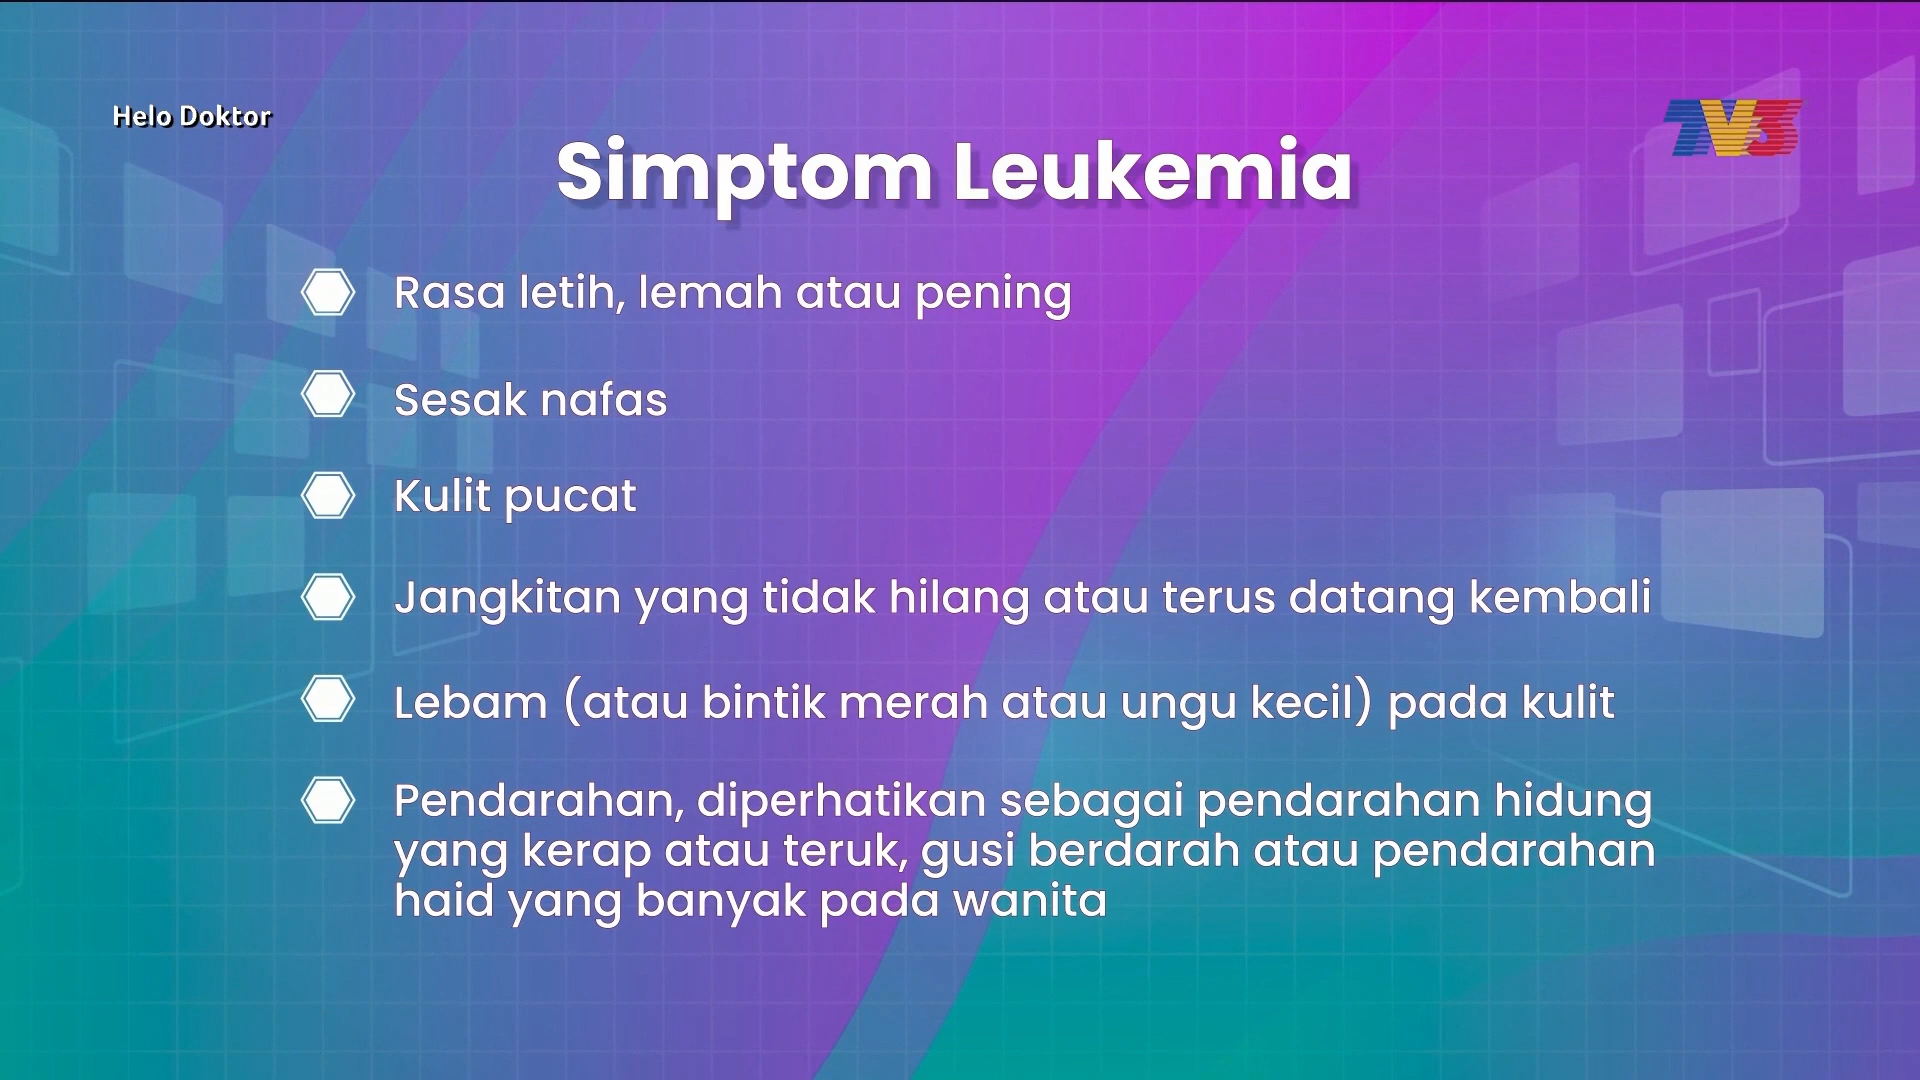 Helo Doktor
TV3
Simptom Leukemia
Rasa letih, lemah atau pening
Sesak nafas
Kulit pucat
Jangkitan yang tidak hilang atau terus datang kembali
Lebam (atau bintik merah atau ungu kecil) pada kulit
Pendarahan, diperhatikan sebagai pendarahan hidung
yang kerap atau teruk, gusi berdarah atau pendarahan
haid yang banyak pada wanita